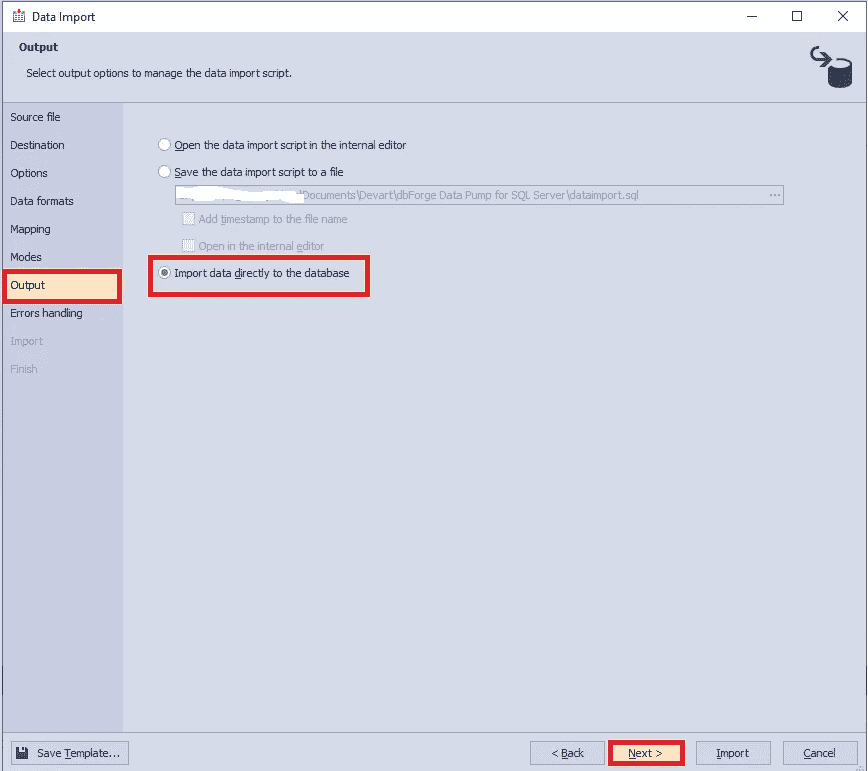 Data Import
Output
Select output options to manage the data import script.
Source file
Destination
Options
Data formats
Mapping
Modes
Output
Errors handling
Import
Finish
Open the data import script in the internal editor
Save the data import script to a file
\Documents\Devart\dbForge Data Pump for SQL Server\dataimport.sql
...
Add timestamp to the file name
Open in the internal editor
Import data directly to the database
Save Template...
< Back
Next >
Import
Cancel